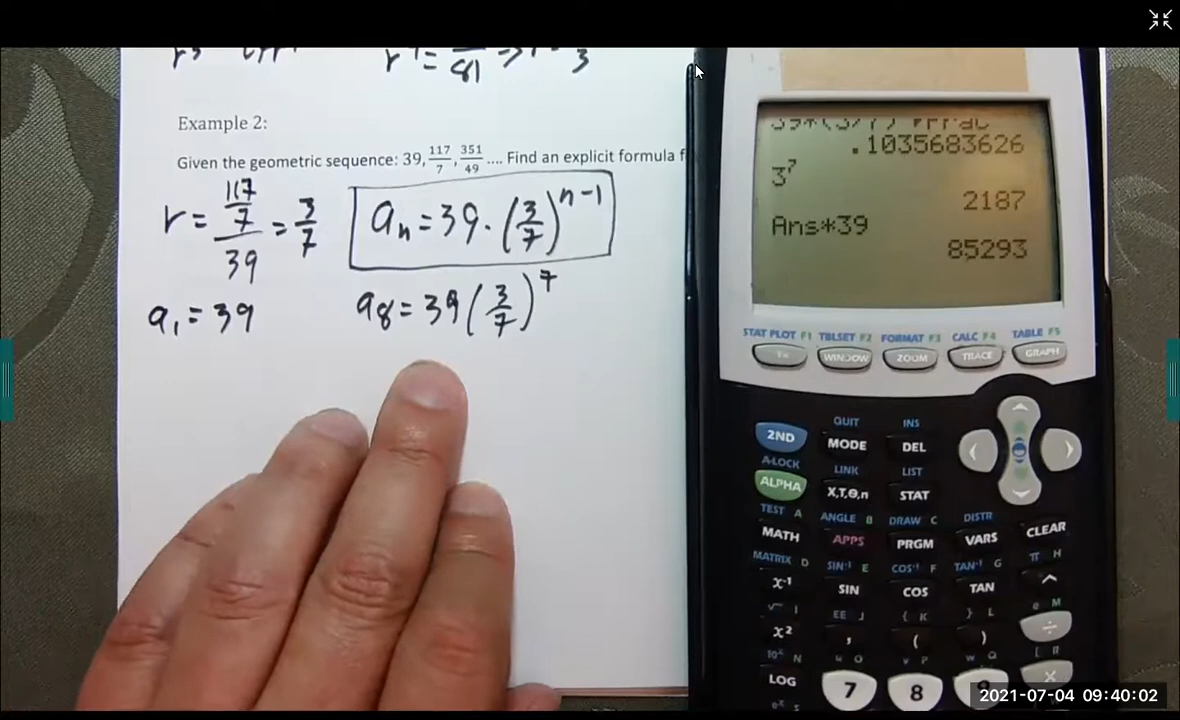 Example 2:
Given the geometric sequence: 39, 117/7, 351/49 .... Find an explicit formula f
r = (117/7)/39 = 3/7
aₙ = 39 · (3/7)ⁿ⁻¹
a₁ = 39
a₈ = 39 (3/7)⁷
.1035683626
3⁷
2187
Ans*39
85293
STAT PLOT F1 TBLSET F2 FORMAT F3 CALC F4 TABLE F5
Y= WINDOW ZOOM TRACE GRAPH
QUIT INS
2ND MODE DEL
A-LOCK LINK LIST
ALPHA X,T,Θ,n STAT
TEST A ANGLE B DRAW C DISTR
MATH APPS PRGM VARS CLEAR
MATRIX D SIN⁻¹ E COS⁻¹ F TAN⁻¹ G π H
x⁻¹ SIN COS TAN ^
√ I EE J { K } L e M
x² , ( ) ÷
10ˣ N u O v P w Q [ R
LOG 7 8 9 ×
2021-07-04 09:40:02